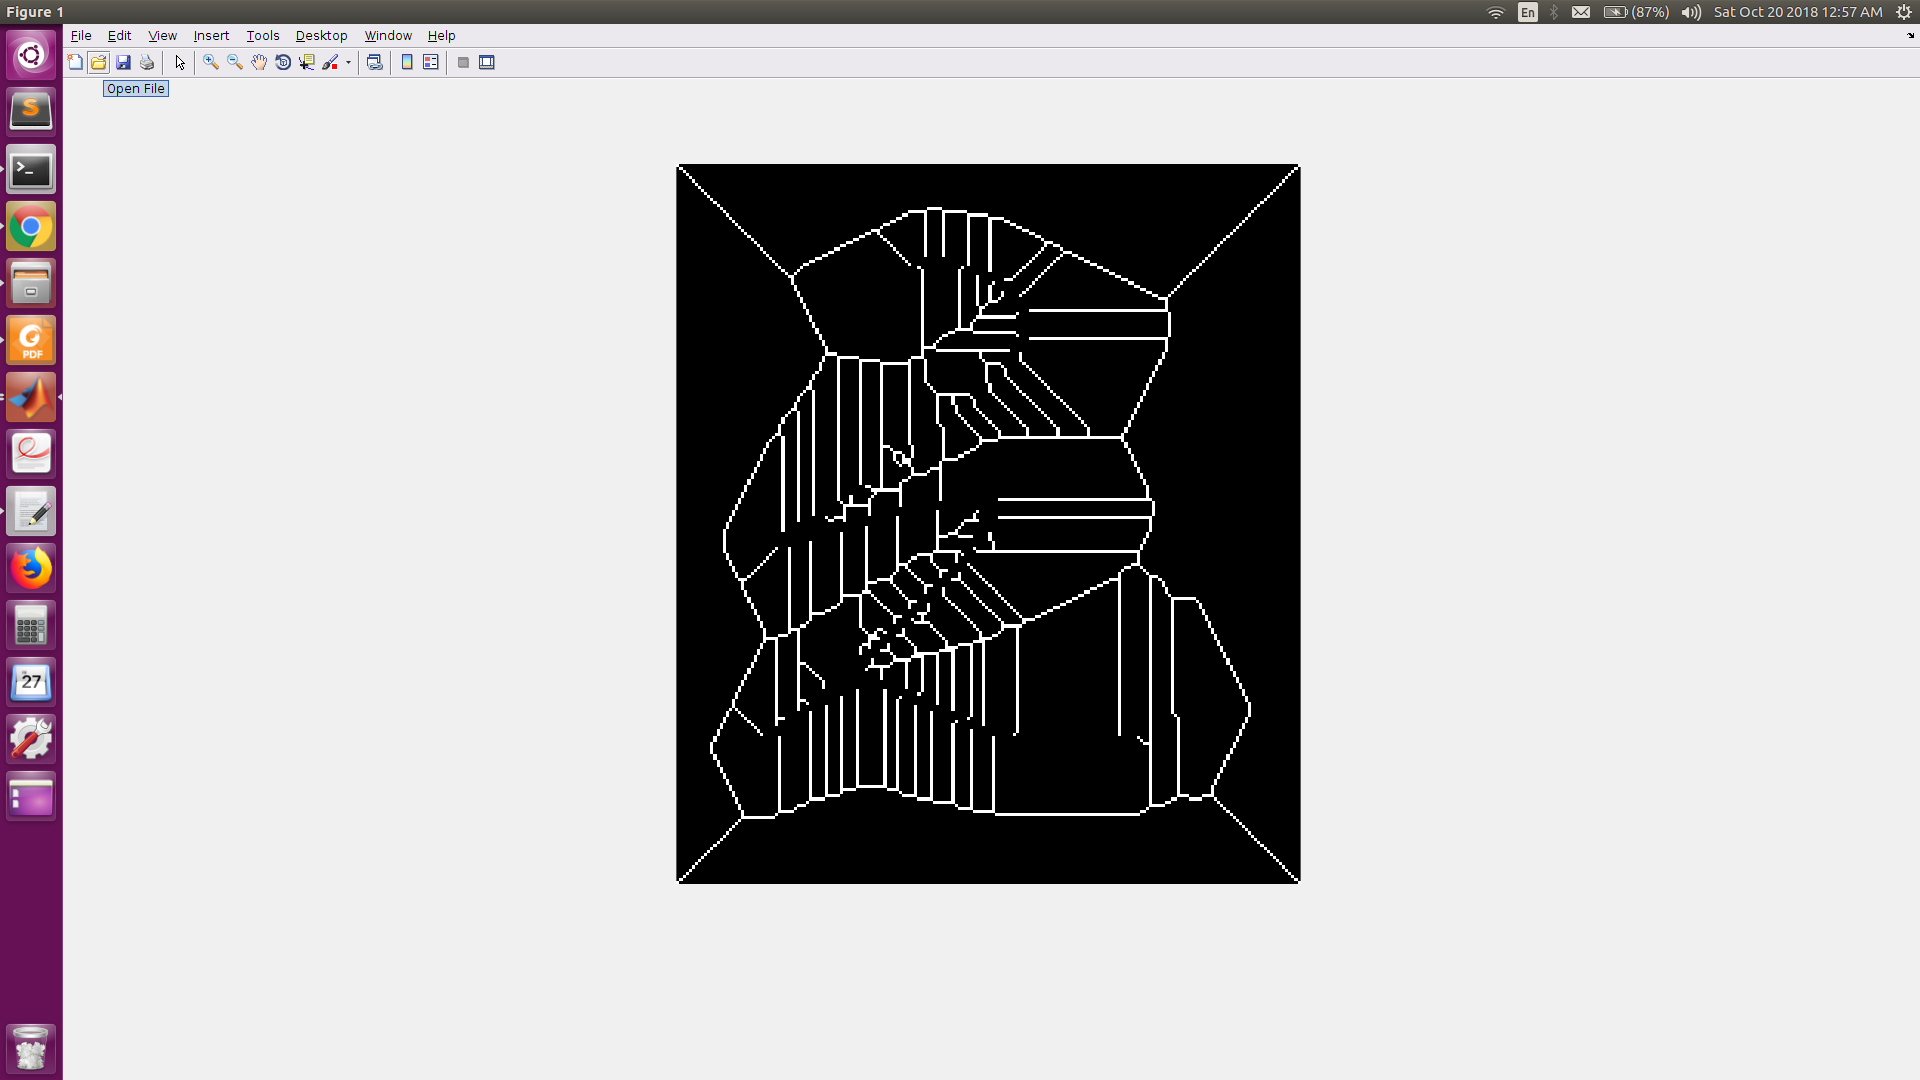 Figure 1
En
(87%)
Sat Oct 20 2018 12:57 AM
File Edit View Insert Tools Desktop Window Help
Open File
S
>_
PDF
27